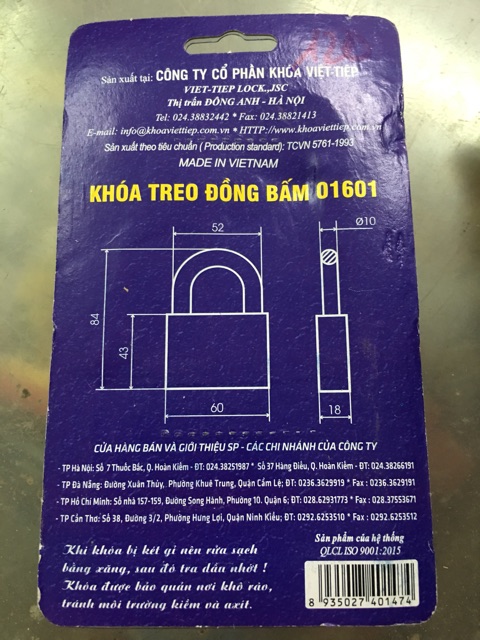 Sản xuất tại: CÔNG TY CỔ PHẦN KHÓA VIỆT-TIỆP
VIET-TIEP LOCK.,JSC
Thị trấn ĐÔNG ANH - HÀ NỘI
Tel: 024.38832442 * Fax: 024.38821413
E-mail: info@khoaviettiep.com.vn * HTTP://www.khoaviettiep.com.vn
Sản xuất theo tiêu chuẩn ( Production standard): TCVN 5761-1993
MADE IN VIETNAM
KHÓA TREO ĐỒNG BẤM 01601
52
Ø10
84
43
60
18
CỬA HÀNG BÁN VÀ GIỚI THIỆU SP - CÁC CHI NHÁNH CỦA CÔNG TY
- TP Hà Nội: Số 7 Thuốc Bắc, Q. Hoàn Kiếm - ĐT: 024.38251987 * Số 37 Hàng Điếu, Q. Hoàn Kiếm - ĐT: 024.38266191
- TP Đà Nẵng: Đường Xuân Thủy, Phường Khuê Trung, Quận Cẩm Lệ; ĐT: 0236.3629919 * Fax : 0236.3629191
- TP Hồ Chí Minh: Số nhà 157-159, Đường Song Hành, Phường 10. Quận 6; ĐT: 028.62931773 * Fax : 028.37553671
- TP Cần Thơ: Số 38, Đường 3/2, Phường Hưng Lợi, Quận Ninh Kiều; ĐT: 0292.6253510 * Fax : 0292.6253512
Khi khóa bị kẹt gỉ nên rửa sạch
bằng xăng, sau đó tra dầu nhớt !
Khóa được bảo quản nơi khô ráo,
tránh môi trường kiềm và axit.
Sản phẩm của hệ thống
QLCL ISO 9001:2015
8 935027 401474